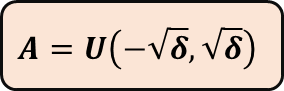 A = U(−√δ, √δ)